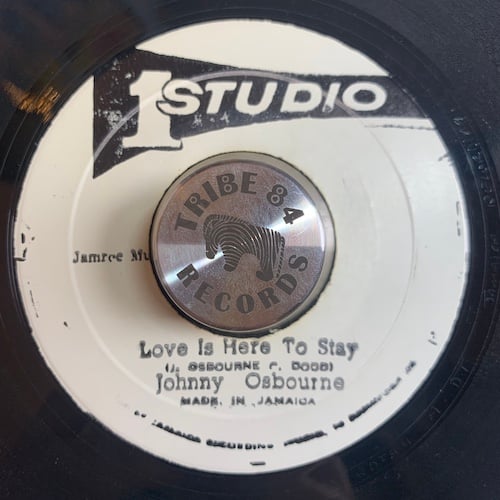 1 STUDIO
TRIBE 84
RECORDS
Jamrec Mu
Love Is Here To Stay
(J. OSBOURNE C. DODD)
Johnny Osbourne
MADE IN JAMAICA